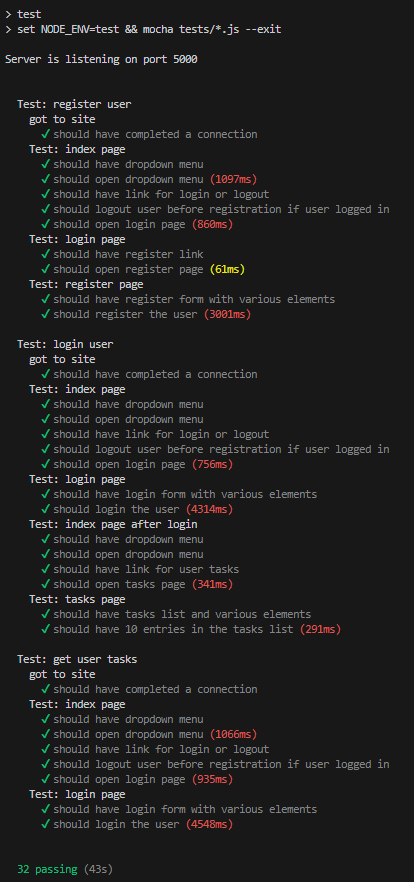 > test
> set NODE_ENV=test && mocha tests/*.js --exit
Server is listening on port 5000
Test: register user
got to site
✓ should have completed a connection
Test: index page
✓ should have dropdown menu
✓ should open dropdown menu (1097ms)
✓ should have link for login or logout
✓ should logout user before registration if user logged in
✓ should open login page (860ms)
Test: login page
✓ should have register link
✓ should open register page (61ms)
Test: register page
✓ should have register form with various elements
✓ should register the user (3001ms)
Test: login user
got to site
✓ should have completed a connection
Test: index page
✓ should have dropdown menu
✓ should open dropdown menu
✓ should have link for login or logout
✓ should logout user before registration if user logged in
✓ should open login page (756ms)
Test: login page
✓ should have login form with various elements
✓ should login the user (4314ms)
Test: index page after login
✓ should have dropdown menu
✓ should open dropdown menu
✓ should have link for user tasks
✓ should open tasks page (341ms)
Test: tasks page
✓ should have tasks list and various elements
✓ should have 10 entries in the tasks list (291ms)
Test: get user tasks
got to site
✓ should have completed a connection
Test: index page
✓ should have dropdown menu
✓ should open dropdown menu (1066ms)
✓ should have link for login or logout
✓ should logout user before registration if user logged in
✓ should open login page (935ms)
Test: login page
✓ should have login form with various elements
✓ should login the user (4548ms)
32 passing (43s)